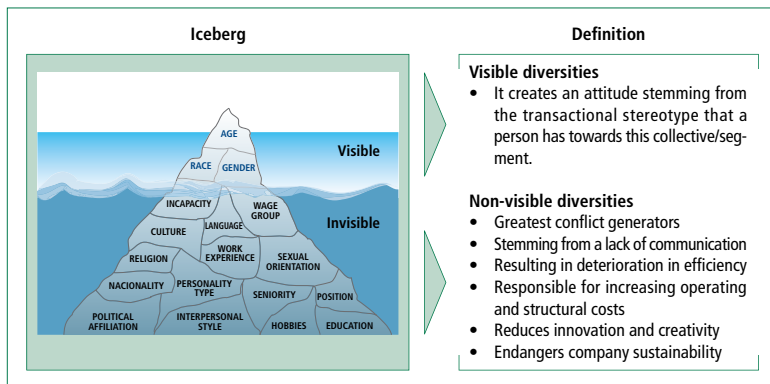 Iceberg
AGE
Visible
RACE
GENDER
INCAPACITY
WAGE
GROUP
Invisible
CULTURE
LANGUAGE
WORK
EXPERIENCE
RELIGION
SEXUAL
ORIENTATION
NACIONALITY
PERSONALITY
TYPE
SENIORITY
POSITION
POLITICAL
AFFILIATION
INTERPERSONAL
STYLE
HOBBIES
EDUCATION
Definition
Visible diversities
• It creates an attitude stemming from
the transactional stereotype that a
person has towards this collective/seg-
ment.
Non-visible diversities
• Greatest conflict generators
• Stemming from a lack of communication
• Resulting in deterioration in efficiency
• Responsible for increasing operating
and structural costs
• Reduces innovation and creativity
• Endangers company sustainability